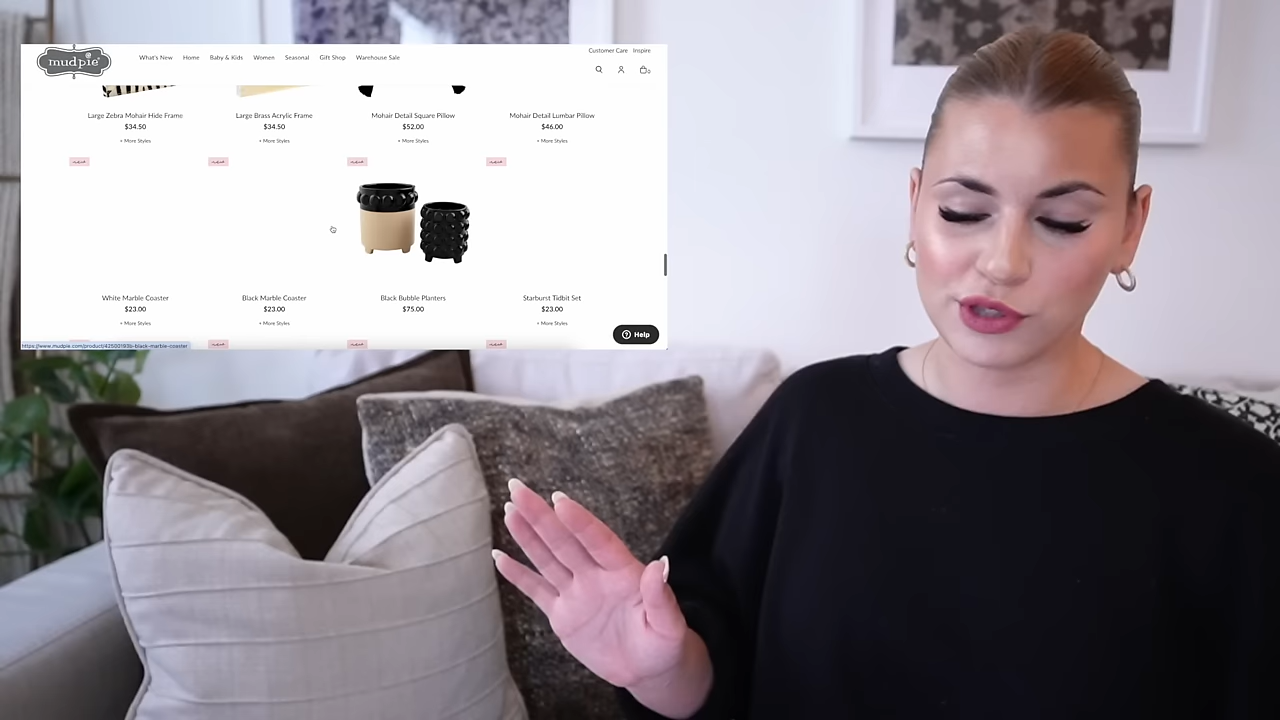 Customer Care Inspire
mudpie
What's New Home Baby & Kids Women Seasonal Gift Shop Warehouse Sale
0
Large Zebra Mohair Hide Frame Large Brass Acrylic Frame Mohair Detail Square Pillow Mohair Detail Lumbar Pillow
$34.50 $34.50 $52.00 $46.00
+ More Styles + More Styles + More Styles + More Styles
White Marble Coaster Black Marble Coaster Black Bubble Planters Starburst Tidbit Set
$23.00 $23.00 $75.00 $23.00
+ More Styles + More Styles + More Styles
? Help